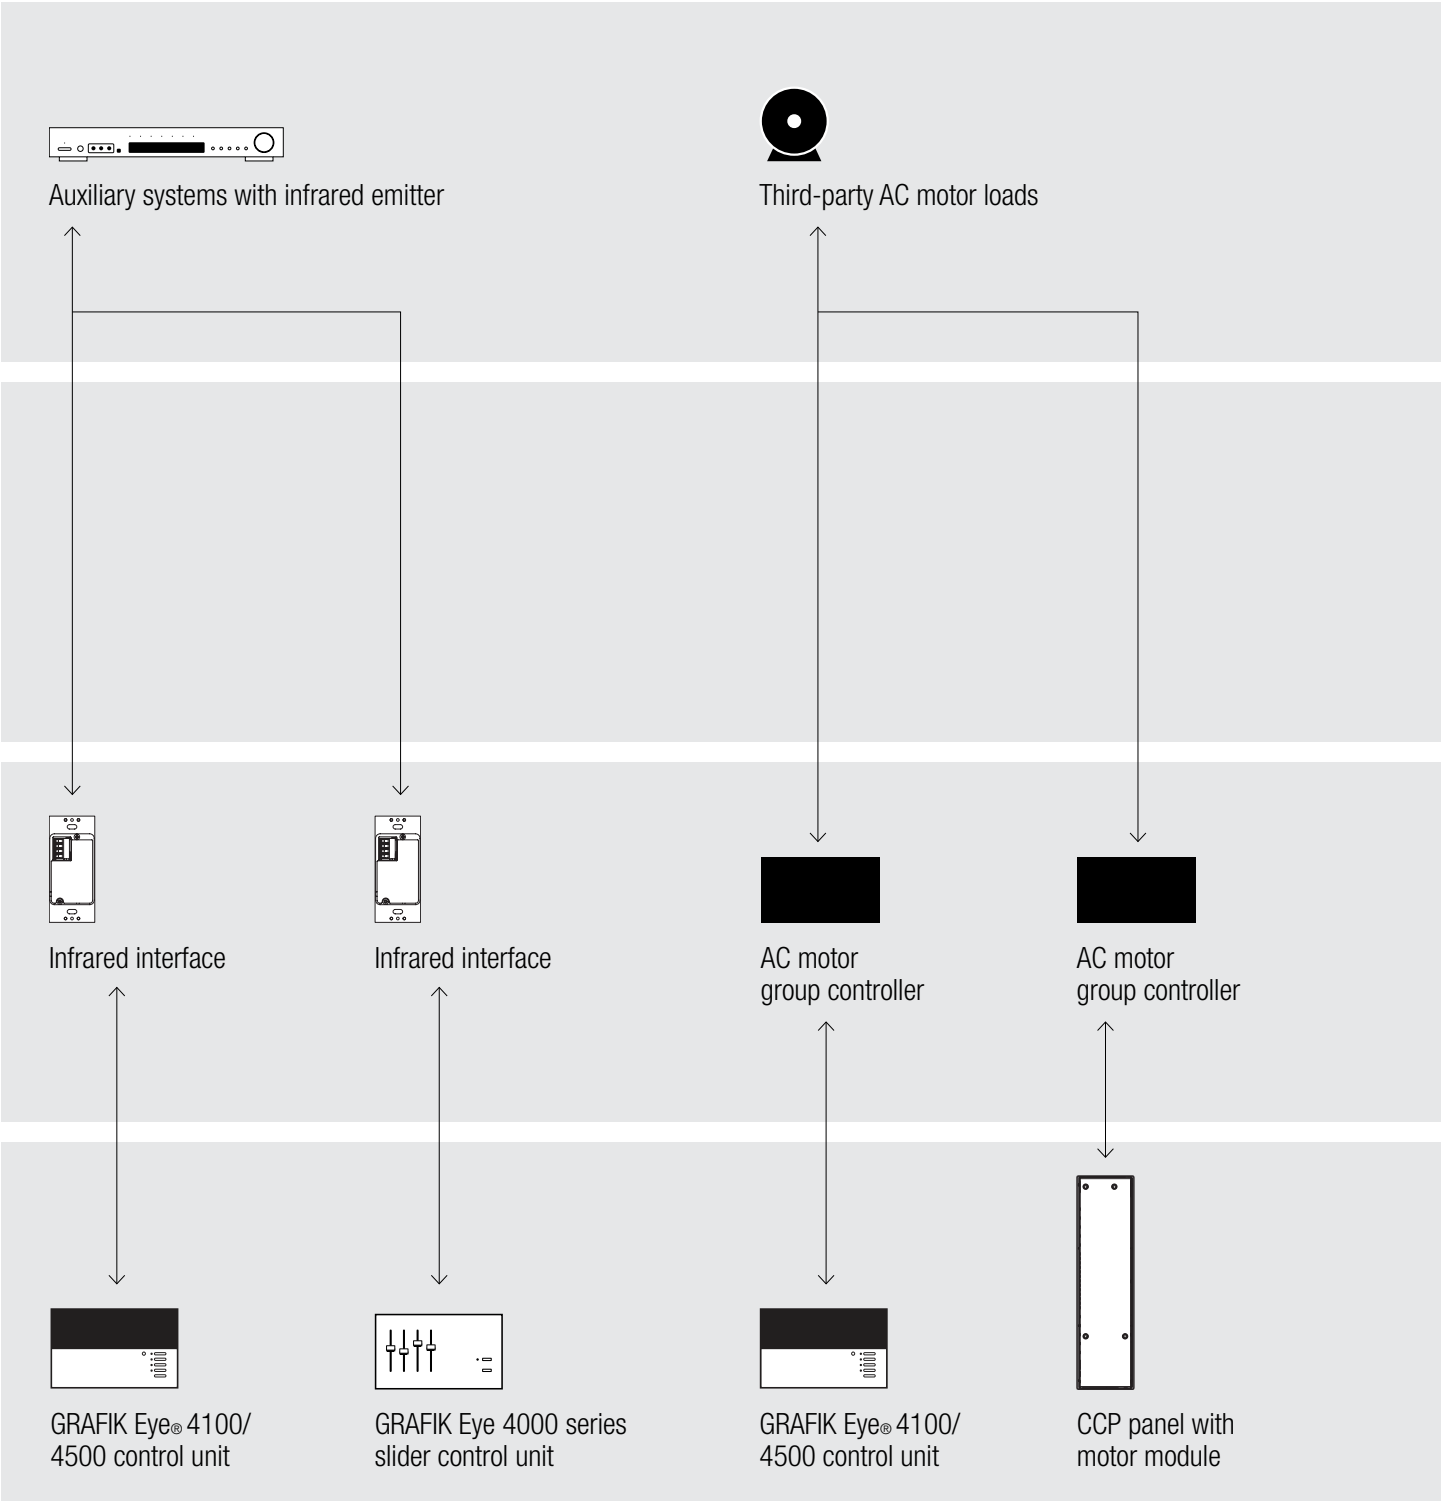 Auxiliary systems with infrared emitter
Third-party AC motor loads
Infrared interface
Infrared interface
AC motor
group controller
AC motor
group controller
GRAFIK Eye® 4100/
4500 control unit
GRAFIK Eye 4000 series
slider control unit
GRAFIK Eye® 4100/
4500 control unit
CCP panel with
motor module